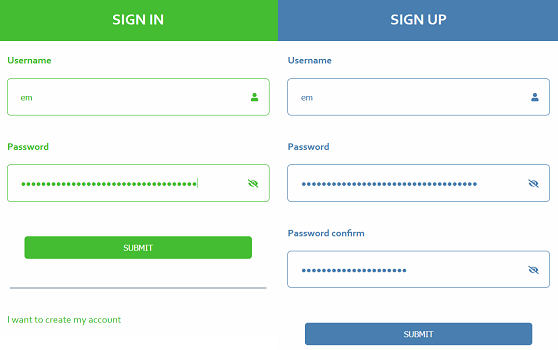 SIGN IN
Username
em
Password
••••••••••••••••••••••••••••••••••••
SUBMIT
I want to create my account
SIGN UP
Username
em
Password
••••••••••••••••••••••••••••••••••••
Password confirm
•••••••••••••••••••••
SUBMIT